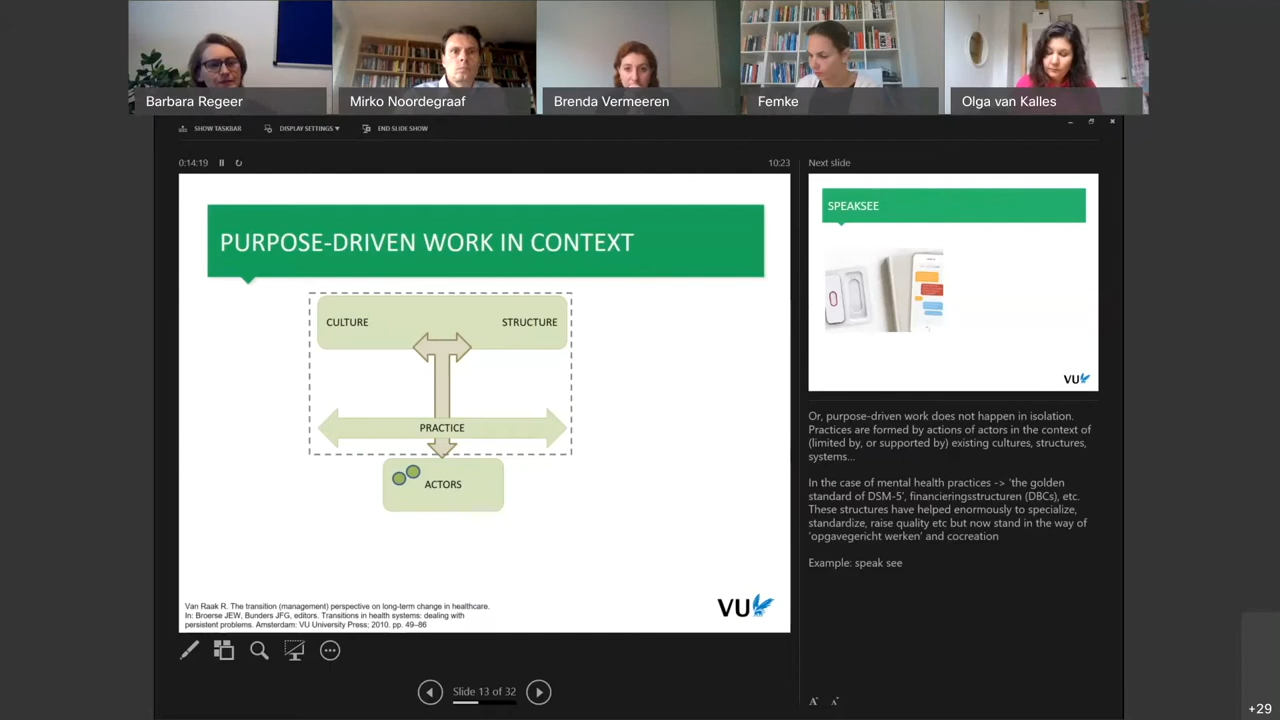 Barbara Regeer
Mirko Noordegraaf
Brenda Vermeeren
Femke
Olga van Kalles
SHOW TASKBAR
DISPLAY SETTINGS ▼
END SLIDE SHOW
0:14:19
10:23
PURPOSE-DRIVEN WORK IN CONTEXT
CULTURE
STRUCTURE
PRACTICE
ACTORS
Van Raak R. The transition (management) perspective on long-term change in healthcare.
In: Broerse JEW, Bunders JFG, editors. Transitions in health systems: dealing with
persistent problems. Amsterdam: VU University Press; 2010. pp. 49–86
VU
Slide 13 of 32
Next slide
SPEAKSEE
VU
Or, purpose-driven work does not happen in isolation.
Practices are formed by actions of actors in the context of
(limited by, or supported by) existing cultures, structures,
systems...
In the case of mental health practices -> 'the golden
standard of DSM-5', financieringsstructuren (DBCs), etc.
These structures have helped enormously to specialize,
standardize, raise quality etc but now stand in the way of
'opgavegericht werken' and cocreation
Example: speak see
A
A
+29